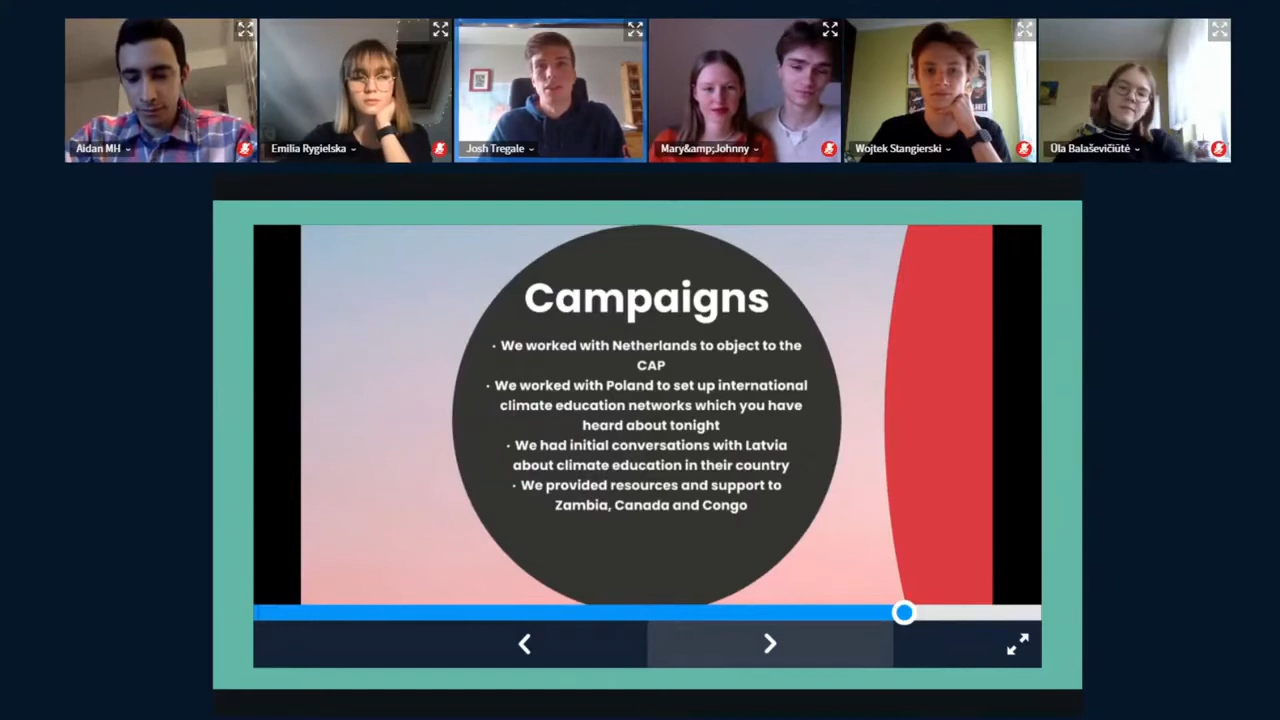 Aidan MH
Emilia Rygielska
Josh Tregale
Mary&amp;Johnny
Wojtek Stangierski
Ūla Balaševičiūtė
Campaigns
· We worked with Netherlands to object to the
CAP
· We worked with Poland to set up international
climate education networks which you have
heard about tonight
· We had initial conversations with Latvia
about climate education in their country
· We provided resources and support to
Zambia, Canada and Congo